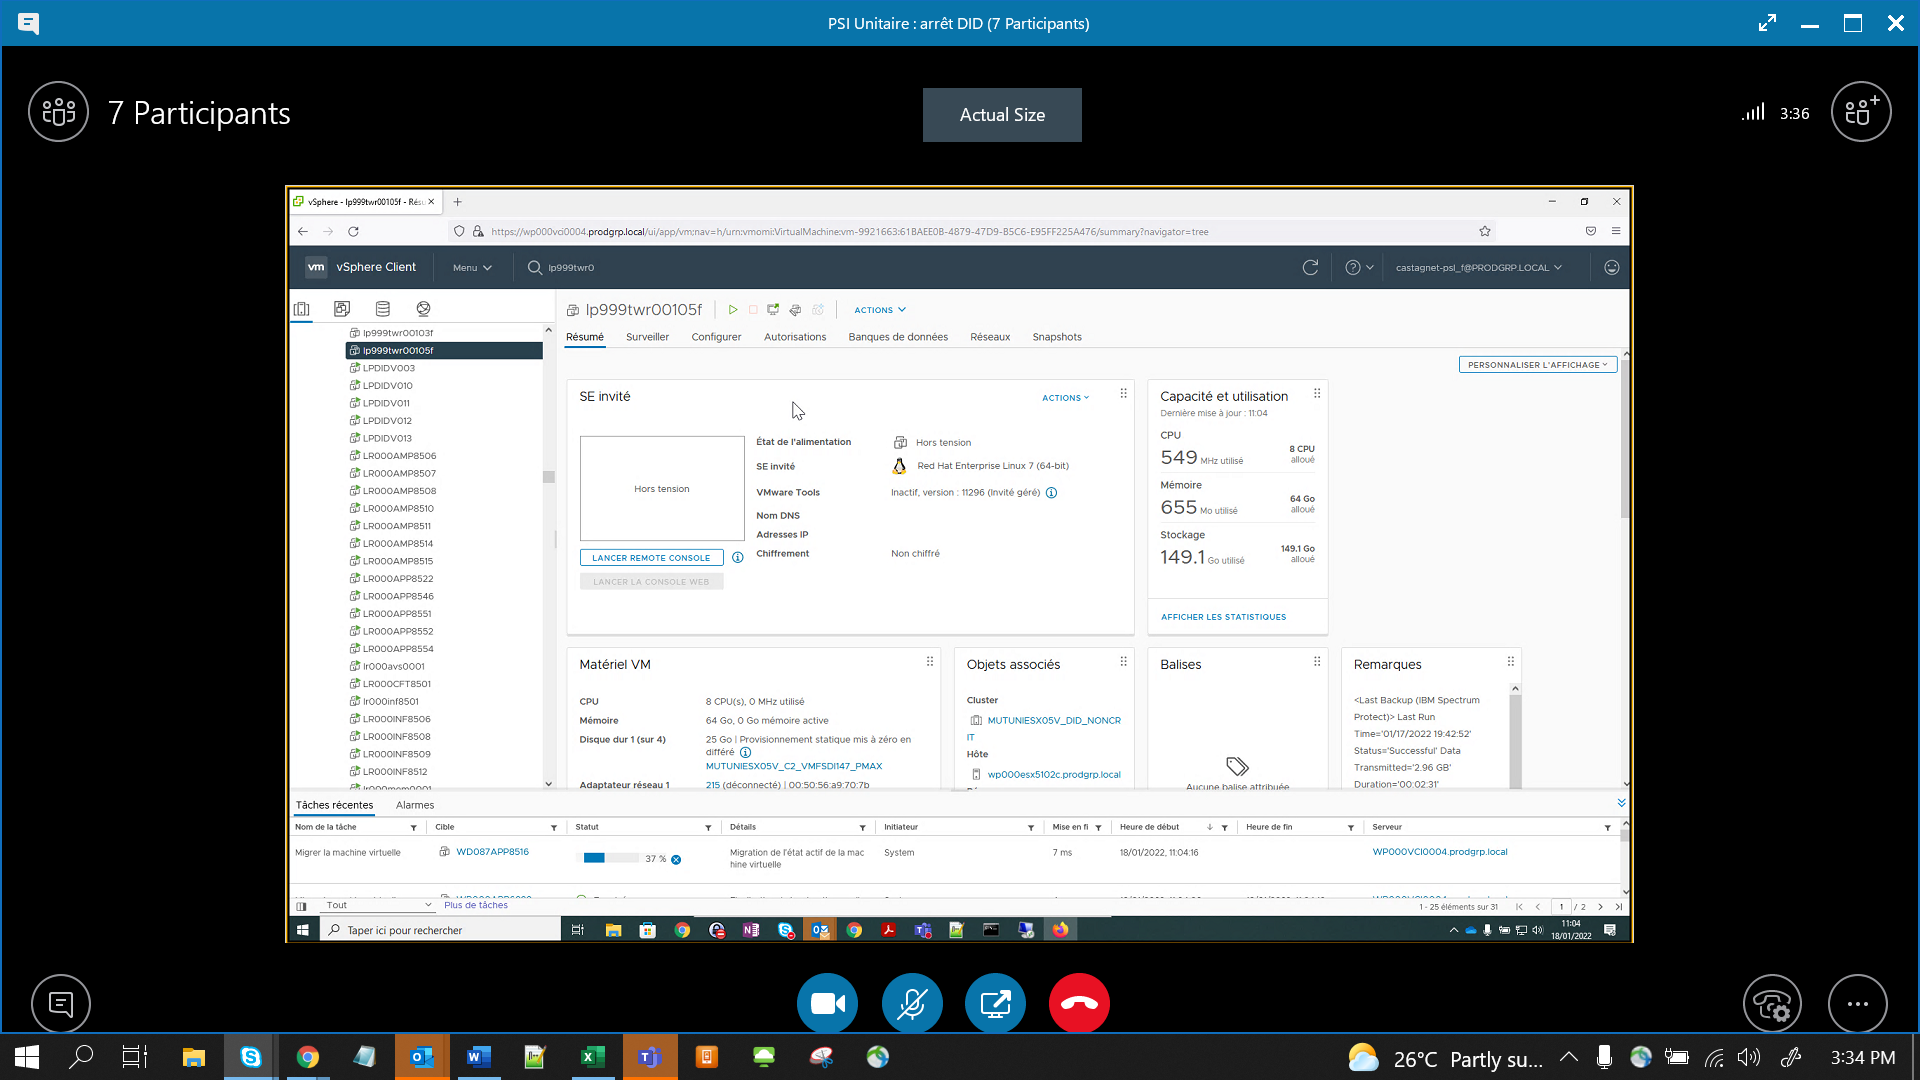 PSI Unitaire : arrêt DID (7 Participants)
7 Participants
Actual Size
3:36
vSphere - lp999twr00105f - Résu
https://wp000vci0004.prodgrp.local/ui/app/vm;nav=h/urn:vmomi:VirtualMachine:vm-9921663:61BAEE0B-4879-47D9-B5C6-E95FF225A476/summary?navigator=tree
vm vSphere Client Menu lp999twr0 castagnet-psl_f@PRODGRP.LOCAL
lp999twr00103f
lp999twr00105f
LPDIDV003
LPDIDV010
LPDIDV011
LPDIDV012
LPDIDV013
LR000AMP8506
LR000AMP8507
LR000AMP8508
LR000AMP8510
LR000AMP8511
LR000AMP8514
LR000AMP8515
LR000APP8522
LR000APP8546
LR000APP8551
LR000APP8552
LR000APP8554
lr000avs0001
LR000CFT8501
lr000inf8501
LR000INF8506
LR000INF8508
LR000INF8509
LR000INF8512
lp999twr00105f ACTIONS
Résumé Surveiller Configurer Autorisations Banques de données Réseaux Snapshots
PERSONNALISER L'AFFICHAGE
SE invité ACTIONS
Hors tension
LANCER REMOTE CONSOLE
LANCER LA CONSOLE WEB
État de l'alimentation Hors tension
SE invité Red Hat Enterprise Linux 7 (64-bit)
VMware Tools Inactif, version : 11296 (Invité géré)
Nom DNS
Adresses IP
Chiffrement Non chiffré
Capacité et utilisation
Dernière mise à jour : 11:04
CPU
549 MHz utilisé 8 CPU alloué
Mémoire
655 Mo utilisé 64 Go alloué
Stockage
149.1 Go utilisé 149.1 Go alloué
AFFICHER LES STATISTIQUES
Matériel VM
CPU 8 CPU(s), 0 MHz utilisé
Mémoire 64 Go, 0 Go mémoire active
Disque dur 1 (sur 4) 25 Go | Provisionnement statique mis à zéro en
différé
MUTUNIESX05V_C2_VMFSDI147_PMAX
Adaptateur réseau 1 215 (déconnecté) | 00:50:56:a9:70:7b
Objets associés
Cluster
MUTUNIESX05V_DID_NONCR
IT
Hôte
wp000esx5102c.prodgrp.local
Balises
Aucune balise attribuée
Remarques
<Last Backup (IBM Spectrum
Protect)> Last Run
Time='01/17/2022 19:42:52'
Status='Successful' Data
Transmitted='2.96 GB'
Duration='00:02:31'
Tâches récentes Alarmes
Nom de la tâche Cible Statut Détails Initiateur Mise en fi Heure de début Heure de fin Serveur
Migrer la machine virtuelle WD087APP8516 37 % Migration de l'état actif de la mac System 7 ms 18/01/2022, 11:04:16 WP000VCI0004.prodgrp.local
hine virtuelle
Tout Plus de tâches 1 - 25 éléments sur 31 1 / 2
Taper ici pour rechercher 11:04
18/01/2022
26°C Partly su... 3:34 PM